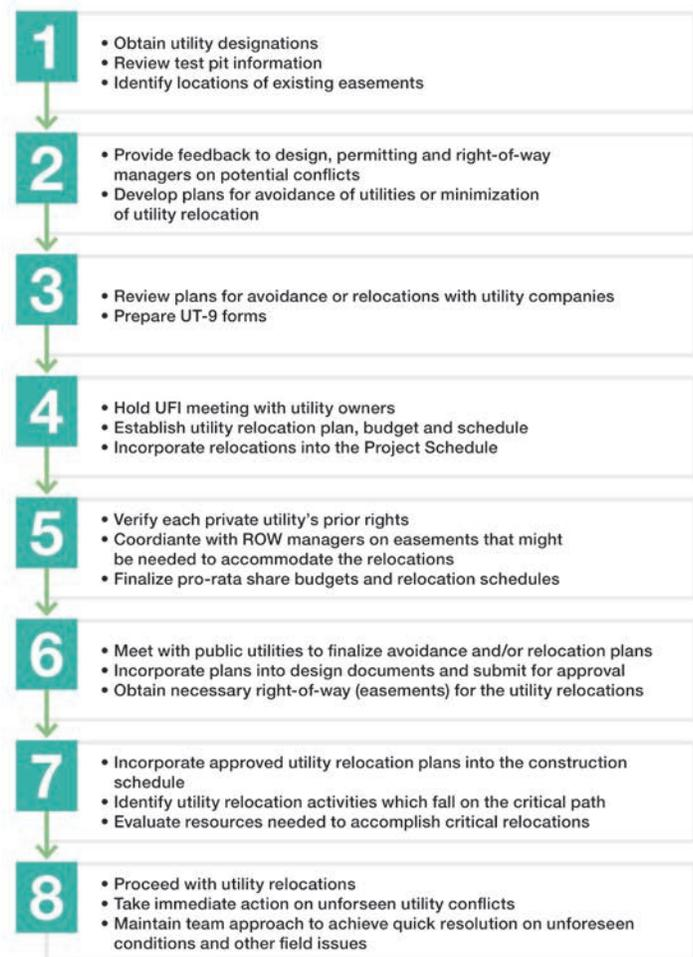 1
• Obtain utility designations
• Review test pit information
• Identify locations of existing easements
2
• Provide feedback to design, permitting and right-of-way
managers on potential conflicts
• Develop plans for avoidance of utilities or minimization
of utility relocation
3
• Review plans for avoidance or relocations with utility companies
• Prepare UT-9 forms
4
• Hold UFI meeting with utility owners
• Establish utility relocation plan, budget and schedule
• Incorporate relocations into the Project Schedule
5
• Verify each private utility's prior rights
• Coordiante with ROW managers on easements that might
be needed to accommodate the relocations
• Finalize pro-rata share budgets and relocation schedules
6
• Meet with public utilities to finalize avoidance and/or relocation plans
• Incorporate plans into design documents and submit for approval
• Obtain necessary right-of-way (easements) for the utility relocations
7
• Incorporate approved utility relocation plans into the construction
schedule
• Identify utility relocation activities which fall on the critical path
• Evaluate resources needed to accomplish critical relocations
8
• Proceed with utility relocations
• Take immediate action on unforseen utility conflicts
• Maintain team approach to achieve quick resolution on unforeseen
conditions and other field issues